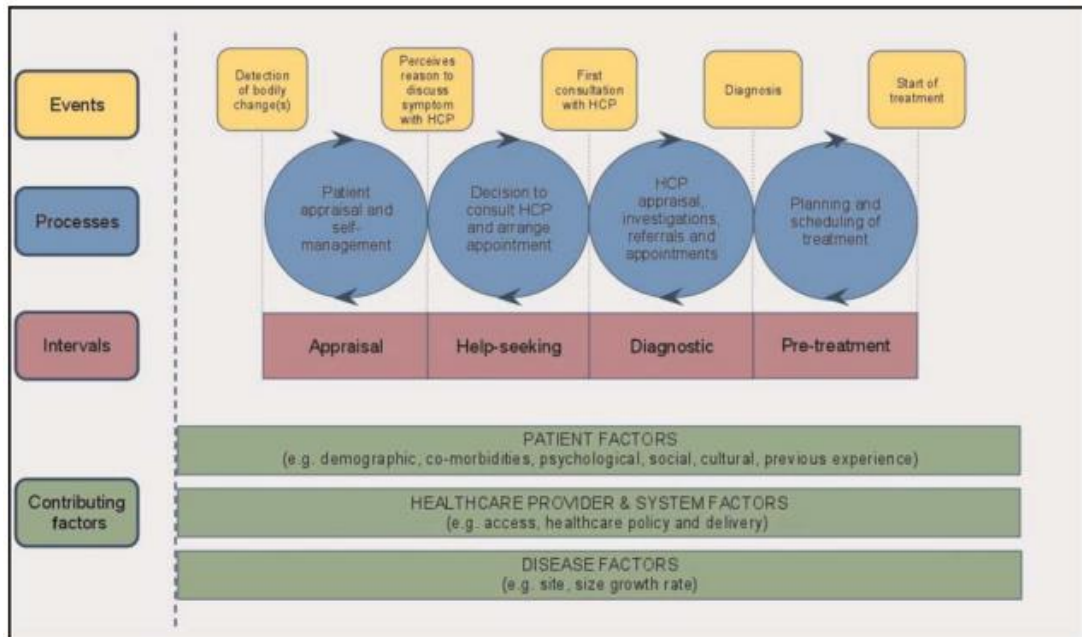 Events
Detection
of bodily
change(s)
Perceives
reason to
discuss
symptom
with HCP
First
consultation
with HCP
Diagnosis
Start of
treatment
Processes
Patient
appraisal and
self-
management
Decision to
consult HCP
and arrange
appointment
HCP
appraisal,
investigations,
referrals and
appointments
Planning and
scheduling of
treatment
Intervals
Appraisal
Help-seeking
Diagnostic
Pre-treatment
Contributing
factors
PATIENT FACTORS
(e.g. demographic, co-morbidities, psychological, social, cultural, previous experience)
HEALTHCARE PROVIDER & SYSTEM FACTORS
(e.g. access, healthcare policy and delivery)
DISEASE FACTORS
(e.g. site, size growth rate)